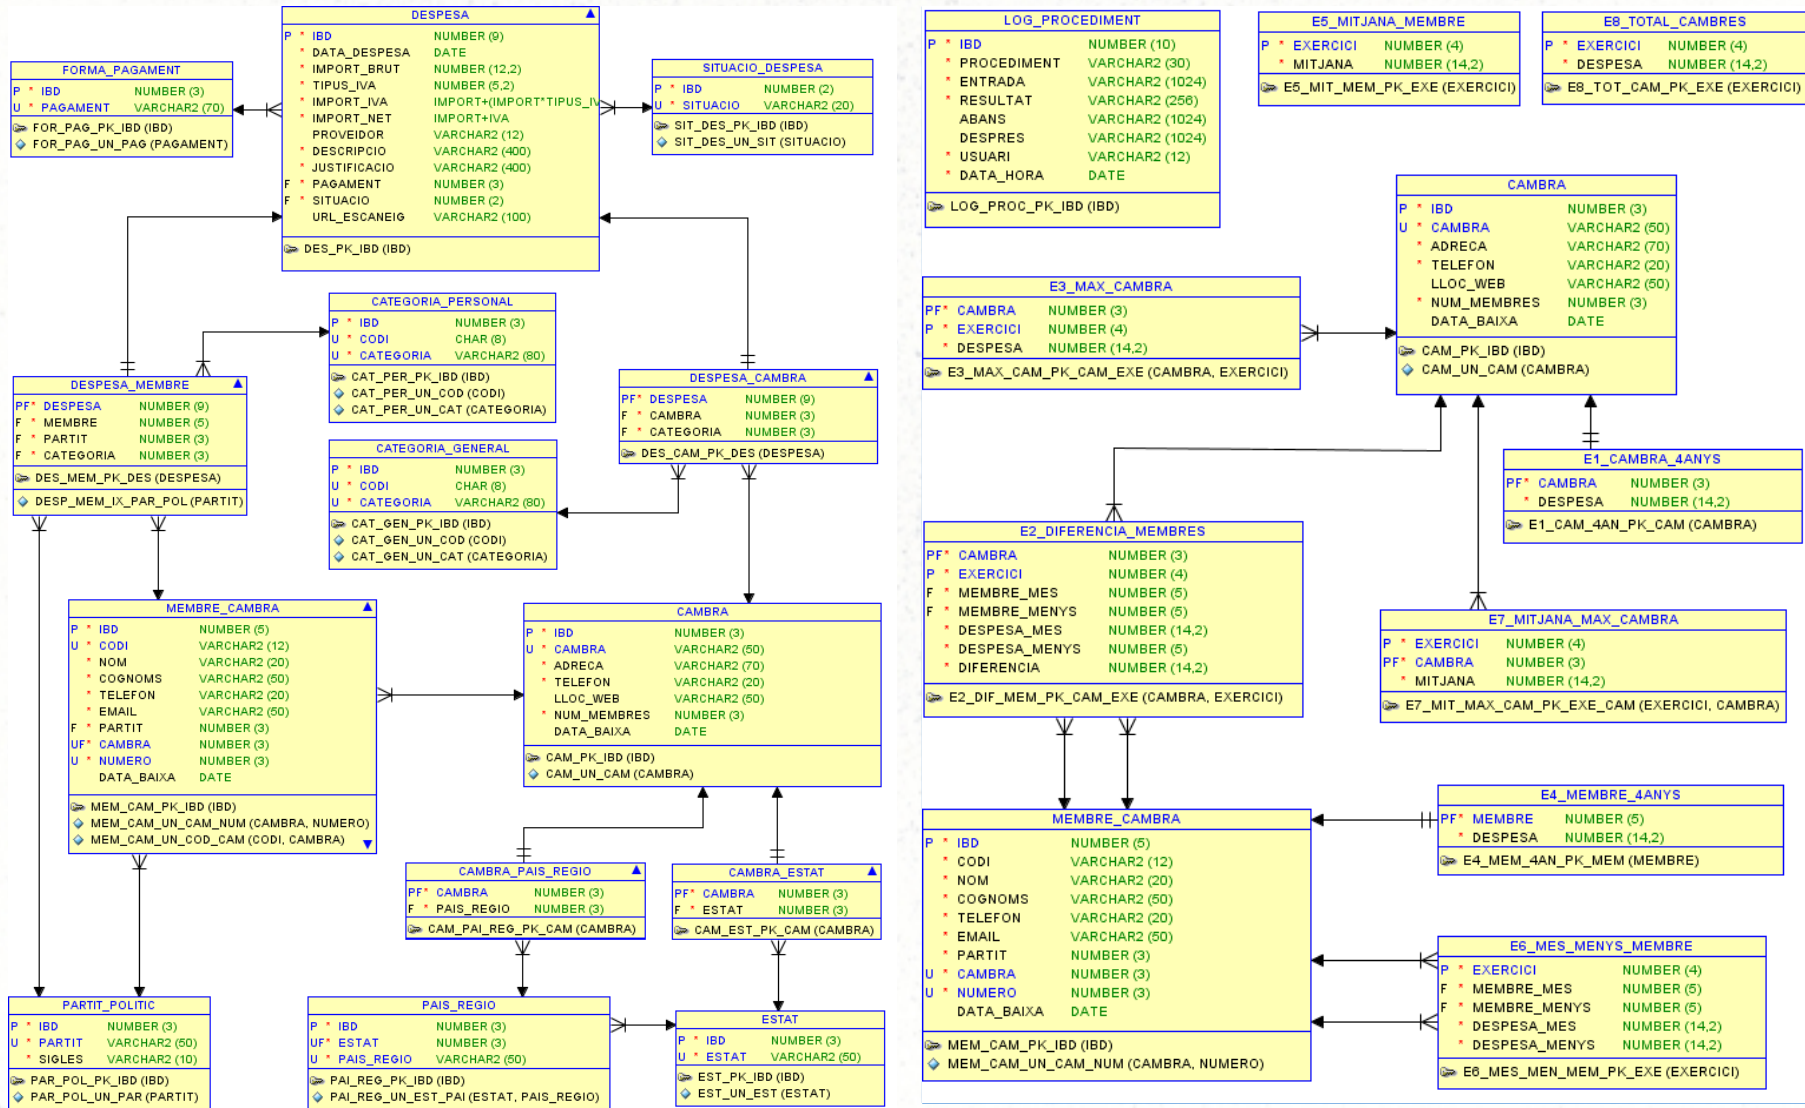 DESPESA
P * IBD NUMBER (9)
* DATA_DESPESA DATE
* IMPORT_BRUT NUMBER (12,2)
* TIPUS_IVA NUMBER (5,2)
* IMPORT_IVA IMPORT+(IMPORT*TIPUS_IV
* IMPORT_NET IMPORT+IVA
PROVEIDOR VARCHAR2 (12)
* DESCRIPCIO VARCHAR2 (400)
* JUSTIFICACIO VARCHAR2 (400)
F * PAGAMENT NUMBER (3)
F * SITUACIO NUMBER (2)
URL_ESCANEIG VARCHAR2 (100)
DES_PK_IBD (IBD)
FORMA_PAGAMENT
P * IBD NUMBER (3)
U * PAGAMENT VARCHAR2 (70)
FOR_PAG_PK_IBD (IBD)
FOR_PAG_UN_PAG (PAGAMENT)
SITUACIO_DESPESA
P * IBD NUMBER (2)
U * SITUACIO VARCHAR2 (20)
SIT_DES_PK_IBD (IBD)
SIT_DES_UN_SIT (SITUACIO)
CATEGORIA_PERSONAL
P * IBD NUMBER (3)
U * CODI CHAR (8)
U * CATEGORIA VARCHAR2 (80)
CAT_PER_PK_IBD (IBD)
CAT_PER_UN_COD (CODI)
CAT_PER_UN_CAT (CATEGORIA)
DESPESA_MEMBRE
PF* DESPESA NUMBER (9)
F * MEMBRE NUMBER (5)
F * PARTIT NUMBER (3)
F * CATEGORIA NUMBER (3)
DES_MEM_PK_DES (DESPESA)
DESP_MEM_IX_PAR_POL (PARTIT)
DESPESA_CAMBRA
PF* DESPESA NUMBER (9)
F * CAMBRA NUMBER (3)
F * CATEGORIA NUMBER (3)
DES_CAM_PK_DES (DESPESA)
CATEGORIA_GENERAL
P * IBD NUMBER (3)
U * CODI CHAR (8)
U * CATEGORIA VARCHAR2 (80)
CAT_GEN_PK_IBD (IBD)
CAT_GEN_UN_COD (CODI)
CAT_GEN_UN_CAT (CATEGORIA)
MEMBRE_CAMBRA
P * IBD NUMBER (5)
U * CODI VARCHAR2 (12)
* NOM VARCHAR2 (20)
* COGNOMS VARCHAR2 (50)
* TELEFON VARCHAR2 (20)
* EMAIL VARCHAR2 (50)
F * PARTIT NUMBER (3)
UF* CAMBRA NUMBER (3)
U * NUMERO NUMBER (3)
DATA_BAIXA DATE
MEM_CAM_PK_IBD (IBD)
MEM_CAM_UN_CAM_NUM (CAMBRA, NUMERO)
MEM_CAM_UN_COD_CAM (CODI, CAMBRA)
CAMBRA
P * IBD NUMBER (3)
U * CAMBRA VARCHAR2 (50)
* ADRECA VARCHAR2 (70)
* TELEFON VARCHAR2 (20)
LLOC_WEB VARCHAR2 (50)
* NUM_MEMBRES NUMBER (3)
DATA_BAIXA DATE
CAM_PK_IBD (IBD)
CAM_UN_CAM (CAMBRA)
CAMBRA_PAIS_REGIO
PF* CAMBRA NUMBER (3)
F * PAIS_REGIO NUMBER (3)
CAM_PAI_REG_PK_CAM (CAMBRA)
CAMBRA_ESTAT
PF* CAMBRA NUMBER (3)
F * ESTAT NUMBER (3)
CAM_EST_PK_CAM (CAMBRA)
PARTIT_POLITIC
P * IBD NUMBER (3)
U * PARTIT VARCHAR2 (50)
* SIGLES VARCHAR2 (10)
PAR_POL_PK_IBD (IBD)
PAR_POL_UN_PAR (PARTIT)
PAIS_REGIO
P * IBD NUMBER (3)
UF* ESTAT NUMBER (3)
U * PAIS_REGIO VARCHAR2 (50)
PAI_REG_PK_IBD (IBD)
PAI_REG_UN_EST_PAI (ESTAT, PAIS_REGIO)
ESTAT
P * IBD NUMBER (3)
U * ESTAT VARCHAR2 (50)
EST_PK_IBD (IBD)
EST_UN_EST (ESTAT)
LOG_PROCEDIMENT
P * IBD NUMBER (10)
* PROCEDIMENT VARCHAR2 (30)
* ENTRADA VARCHAR2 (1024)
* RESULTAT VARCHAR2 (256)
ABANS VARCHAR2 (1024)
DESPRES VARCHAR2 (1024)
* USUARI VARCHAR2 (12)
* DATA_HORA DATE
LOG_PROC_PK_IBD (IBD)
E5_MITJANA_MEMBRE
P * EXERCICI NUMBER (4)
* MITJANA NUMBER (14,2)
E5_MIT_MEM_PK_EXE (EXERCICI)
E8_TOTAL_CAMBRES
P * EXERCICI NUMBER (4)
* DESPESA NUMBER (14,2)
E8_TOT_CAM_PK_EXE (EXERCICI)
CAMBRA
P * IBD NUMBER (3)
U * CAMBRA VARCHAR2 (50)
* ADRECA VARCHAR2 (70)
* TELEFON VARCHAR2 (20)
LLOC_WEB VARCHAR2 (50)
* NUM_MEMBRES NUMBER (3)
DATA_BAIXA DATE
CAM_PK_IBD (IBD)
CAM_UN_CAM (CAMBRA)
E3_MAX_CAMBRA
PF* CAMBRA NUMBER (3)
P * EXERCICI NUMBER (4)
* DESPESA NUMBER (14,2)
E3_MAX_CAM_PK_CAM_EXE (CAMBRA, EXERCICI)
E1_CAMBRA_4ANYS
PF* CAMBRA NUMBER (3)
* DESPESA NUMBER (14,2)
E1_CAM_4AN_PK_CAM (CAMBRA)
E2_DIFERENCIA_MEMBRES
PF* CAMBRA NUMBER (3)
P * EXERCICI NUMBER (4)
F * MEMBRE_MES NUMBER (5)
F * MEMBRE_MENYS NUMBER (5)
* DESPESA_MES NUMBER (14,2)
* DESPESA_MENYS NUMBER (5)
* DIFERENCIA NUMBER (14,2)
E2_DIF_MEM_PK_CAM_EXE (CAMBRA, EXERCICI)
E7_MITJANA_MAX_CAMBRA
P * EXERCICI NUMBER (4)
PF* CAMBRA NUMBER (3)
* MITJANA NUMBER (14,2)
E7_MIT_MAX_CAM_PK_EXE_CAM (EXERCICI, CAMBRA)
MEMBRE_CAMBRA
P * IBD NUMBER (5)
* CODI VARCHAR2 (12)
* NOM VARCHAR2 (20)
* COGNOMS VARCHAR2 (50)
* TELEFON VARCHAR2 (20)
* EMAIL VARCHAR2 (50)
* PARTIT NUMBER (3)
U * CAMBRA NUMBER (3)
U * NUMERO NUMBER (3)
DATA_BAIXA DATE
MEM_CAM_PK_IBD (IBD)
MEM_CAM_UN_CAM_NUM (CAMBRA, NUMERO)
E4_MEMBRE_4ANYS
PF* MEMBRE NUMBER (5)
* DESPESA NUMBER (14,2)
E4_MEM_4AN_PK_MEM (MEMBRE)
E6_MES_MENYS_MEMBRE
P * EXERCICI NUMBER (4)
F * MEMBRE_MES NUMBER (5)
F * MEMBRE_MENYS NUMBER (5)
* DESPESA_MES NUMBER (14,2)
* DESPESA_MENYS NUMBER (14,2)
E6_MES_MEN_MEM_PK_EXE (EXERCICI)